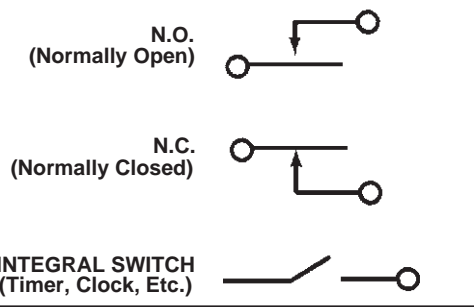 N.O.
(Normally Open)
N.C.
(Normally Closed)
INTEGRAL SWITCH
(Timer, Clock, Etc.)